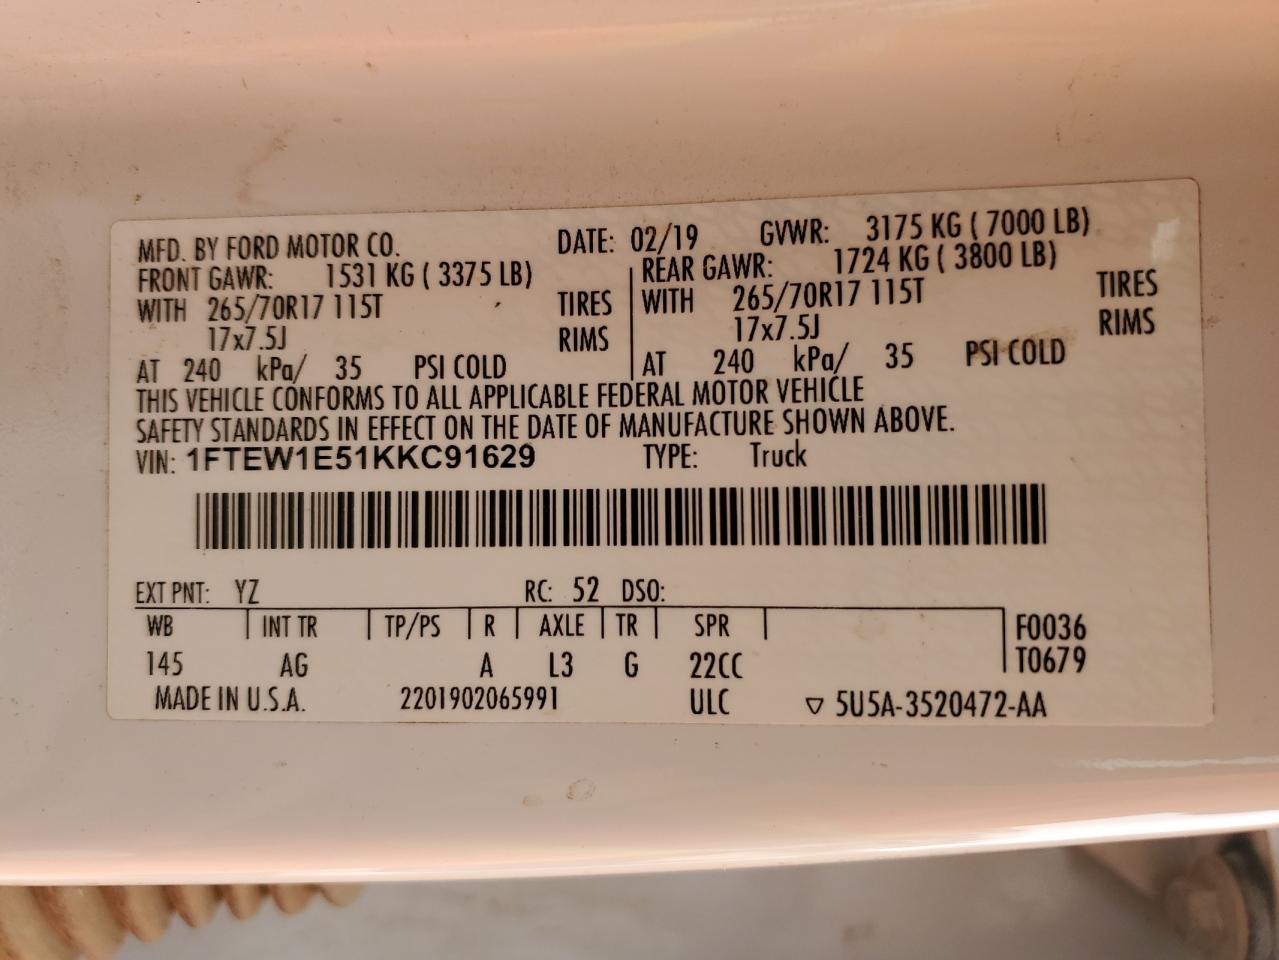 MFD. BY FORD MOTOR CO. DATE: 02/19 GVWR: 3175 KG ( 7000 LB)
FRONT GAWR: 1531 KG ( 3375 LB) REAR GAWR: 1724 KG ( 3800 LB)
WITH 265/70R17 115T TIRES WITH 265/70R17 115T TIRES
17x7.5J RIMS 17x7.5J RIMS
AT 240 kPa/ 35 PSI COLD AT 240 kPa/ 35 PSI COLD
THIS VEHICLE CONFORMS TO ALL APPLICABLE FEDERAL MOTOR VEHICLE
SAFETY STANDARDS IN EFFECT ON THE DATE OF MANUFACTURE SHOWN ABOVE.
VIN: 1FTEW1E51KKC91629 TYPE: Truck
EXT PNT: YZ RC: 52 DSO:
WB INT TR TP/PS R AXLE TR SPR F0036
145 AG A L3 G 22CC T0679
MADE IN U.S.A. 2201902065991 ULC ▽ 5U5A-3520472-AA